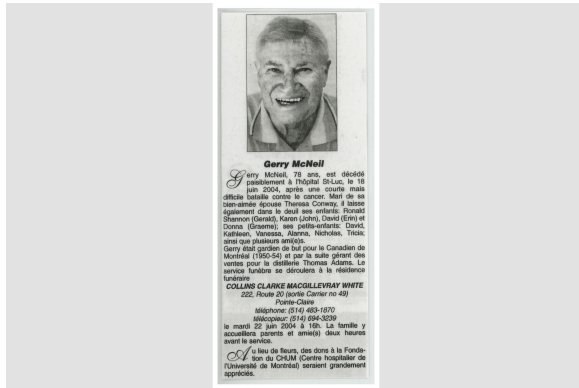 Gerry McNeil
Gerry McNeil, 78 ans, est décédé
paisiblement à l'hôpital St-Luc, le 18
juin 2004, après une courte mais
difficile bataille contre le cancer. Mari de sa
bien-aimée épouse Theresa Conway, il laisse
également dans le deuil ses enfants: Ronald
Shannon (Gerald), Karen (John), David (Erin) et
Donna (Graeme); ses petits-enfants; David,
Kathleen, Vanessa, Alanna, Nicholas, Tricia;
ainsi que plusieurs ami(e)s.
Gerry était gardien de but pour le Canadien de
Montréal (1950-54) et par la suite gérant des
ventes pour la distillerie Thomas Adams. Le
service funèbre se déroulera à la résidence
funéraire
COLLINS CLARKE MACGILLEVRAY WHITE
222, Route 20 (sortie Carrier no 49)
Pointe-Claire
téléphone: (514) 483-1870
télécopieur: (514) 694-3239
le mardi 22 juin 2004 à 16h. La famille y
accueillera parents et amie(s) deux heures
avant le service.
Au lieu de fleurs, des dons à la Fonda-
tion du CHUM (Centre hospitalier de
l'Université de Montréal) seraient grandement
appréciés.